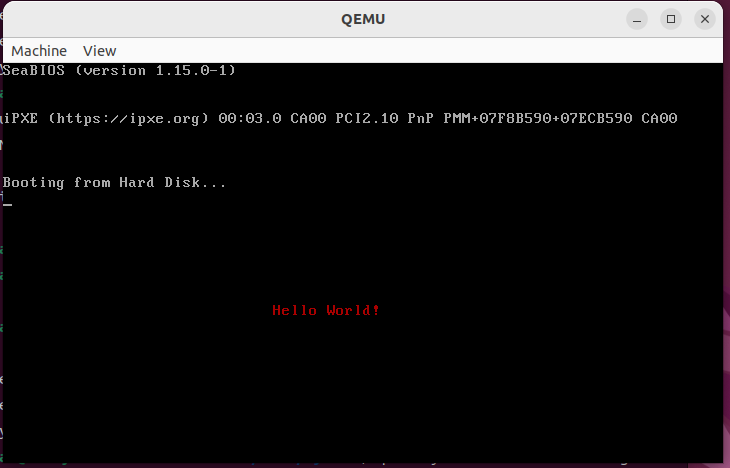 QEMU
Machine View
SeaBIOS (version 1.15.0-1)
iPXE (https://ipxe.org) 00:03.0 CA00 PCI2.10 PnP PMM+07F8B590+07ECB590 CA00
Booting from Hard Disk...
Hello World!